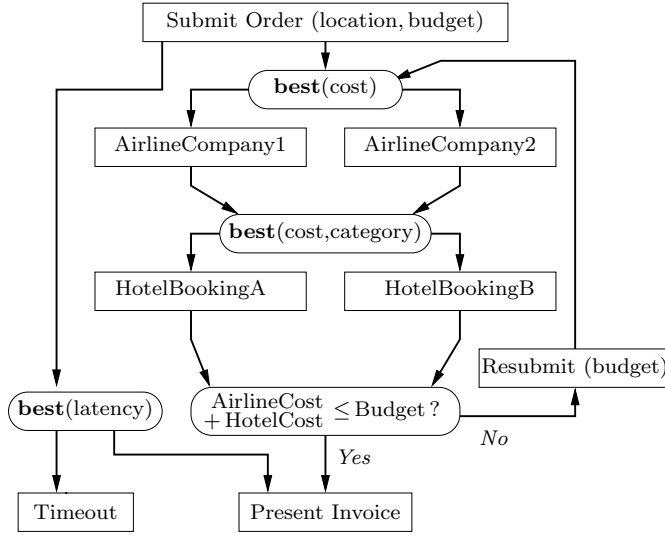 Submit Order (location, budget)
best(cost)
AirlineCompany1
AirlineCompany2
best(cost,category)
HotelBookingA
HotelBookingB
Resubmit (budget)
best(latency)
AirlineCost
+ HotelCost ≤ Budget ?
No
Yes
Timeout
Present Invoice